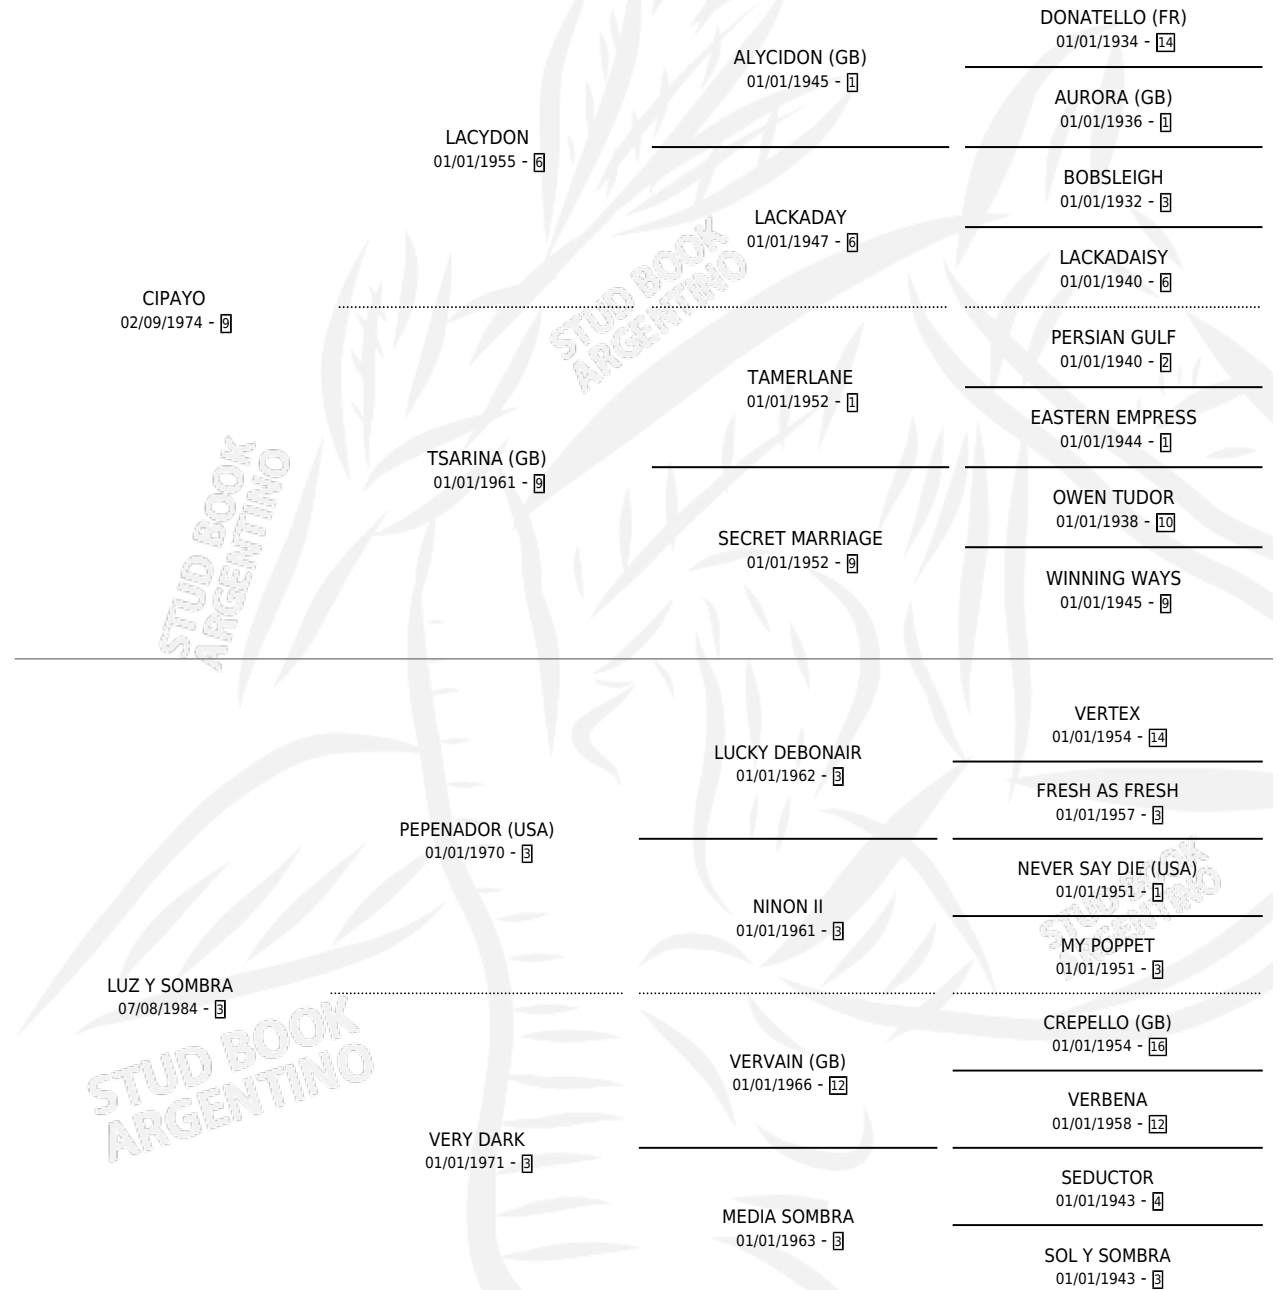 DONATELLO (FR)
01/01/1934 - 14
ALYCIDON (GB)
01/01/1945 - 1
AURORA (GB)
01/01/1936 - 1
LACYDON
01/01/1955 - 6
BOBSLEIGH
01/01/1932 - 3
LACKADAY
01/01/1947 - 6
LACKADAISY
01/01/1940 - 6
CIPAYO
02/09/1974 - 9
PERSIAN GULF
01/01/1940 - 2
TAMERLANE
01/01/1952 - 1
EASTERN EMPRESS
01/01/1944 - 1
TSARINA (GB)
01/01/1961 - 9
OWEN TUDOR
01/01/1938 - 10
SECRET MARRIAGE
01/01/1952 - 9
WINNING WAYS
01/01/1945 - 9
STUD BOOK
ARGENTINO
STUD BOOK
ARGENTINO
VERTEX
01/01/1954 - 14
LUCKY DEBONAIR
01/01/1962 - 3
FRESH AS FRESH
01/01/1957 - 3
PEPENADOR (USA)
01/01/1970 - 3
NEVER SAY DIE (USA)
01/01/1951 - 1
NINON II
01/01/1961 - 3
MY POPPET
01/01/1951 - 3
STUD BOOK
ARGENTINO
LUZ Y SOMBRA
07/08/1984 - 3
CREPELLO (GB)
01/01/1954 - 16
VERVAIN (GB)
01/01/1966 - 12
VERBENA
01/01/1958 - 12
VERY DARK
01/01/1971 - 3
SEDUCTOR
01/01/1943 - 4
MEDIA SOMBRA
01/01/1963 - 3
SOL Y SOMBRA
01/01/1943 - 3
STUD BOOK
ARGENTINO